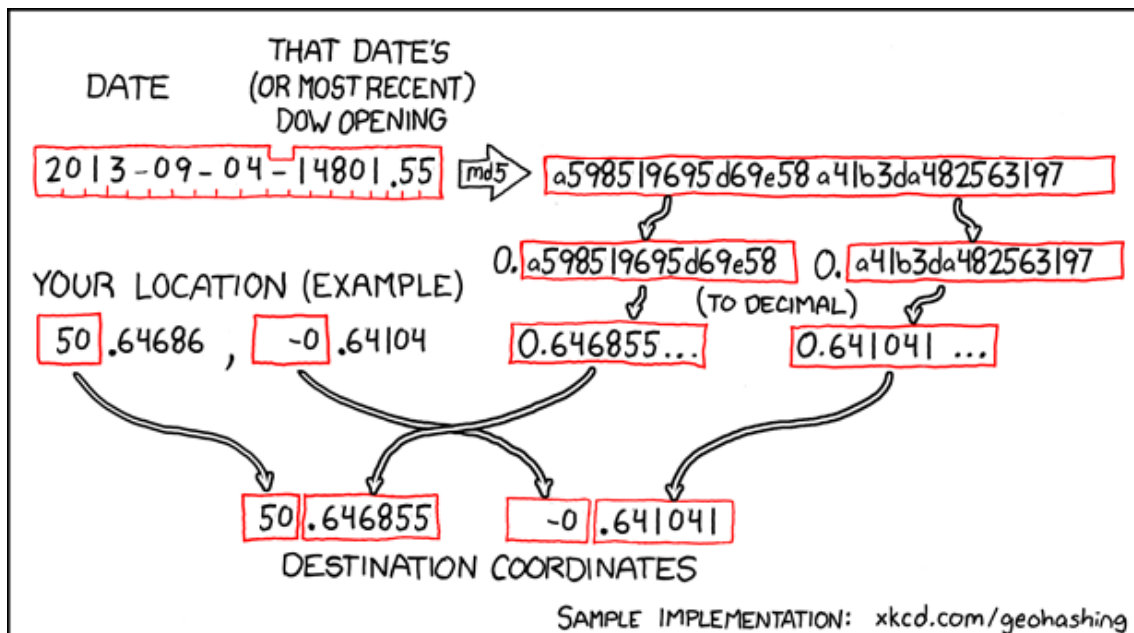 THAT DATE'S
DATE (OR MOST RECENT)
DOW OPENING
2013-09-04-14801.55 md5 a598519695d69e58a41b3da482563197
0. a598519695d69e58 0. a41b3da482563197
YOUR LOCATION (EXAMPLE) (TO DECIMAL)
50.64686, -0.64104 0.646855... 0.641041...
50.646855 -0.641041
DESTINATION COORDINATES
SAMPLE IMPLEMENTATION: xkcd.com/geohashing